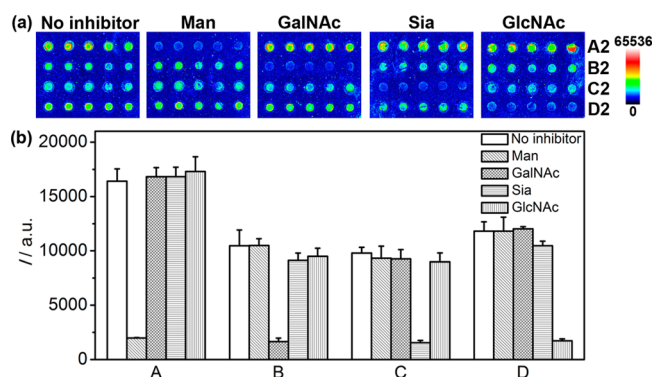 (a) No inhibitor Man GalNAc Sia GlcNAc
A2
B2
C2
D2
65536
0
(b)
20000
15000
10000
5000
0
I / a.u.
No inhibitor
Man
GalNAc
Sia
GlcNAc
A B C D